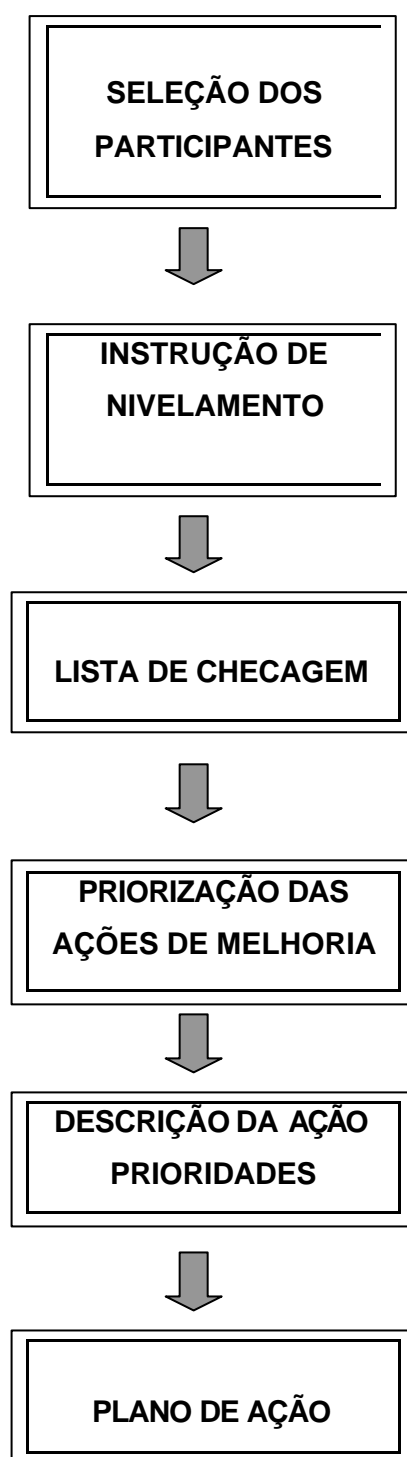 SELEÇÃO DOS
PARTICIPANTES
INSTRUÇÃO DE
NIVELAMENTO
LISTA DE CHECAGEM
PRIORIZAÇÃO DAS
AÇÕES DE MELHORIA
DESCRIÇÃO DA AÇÃO
PRIORIDADES
PLANO DE AÇÃO